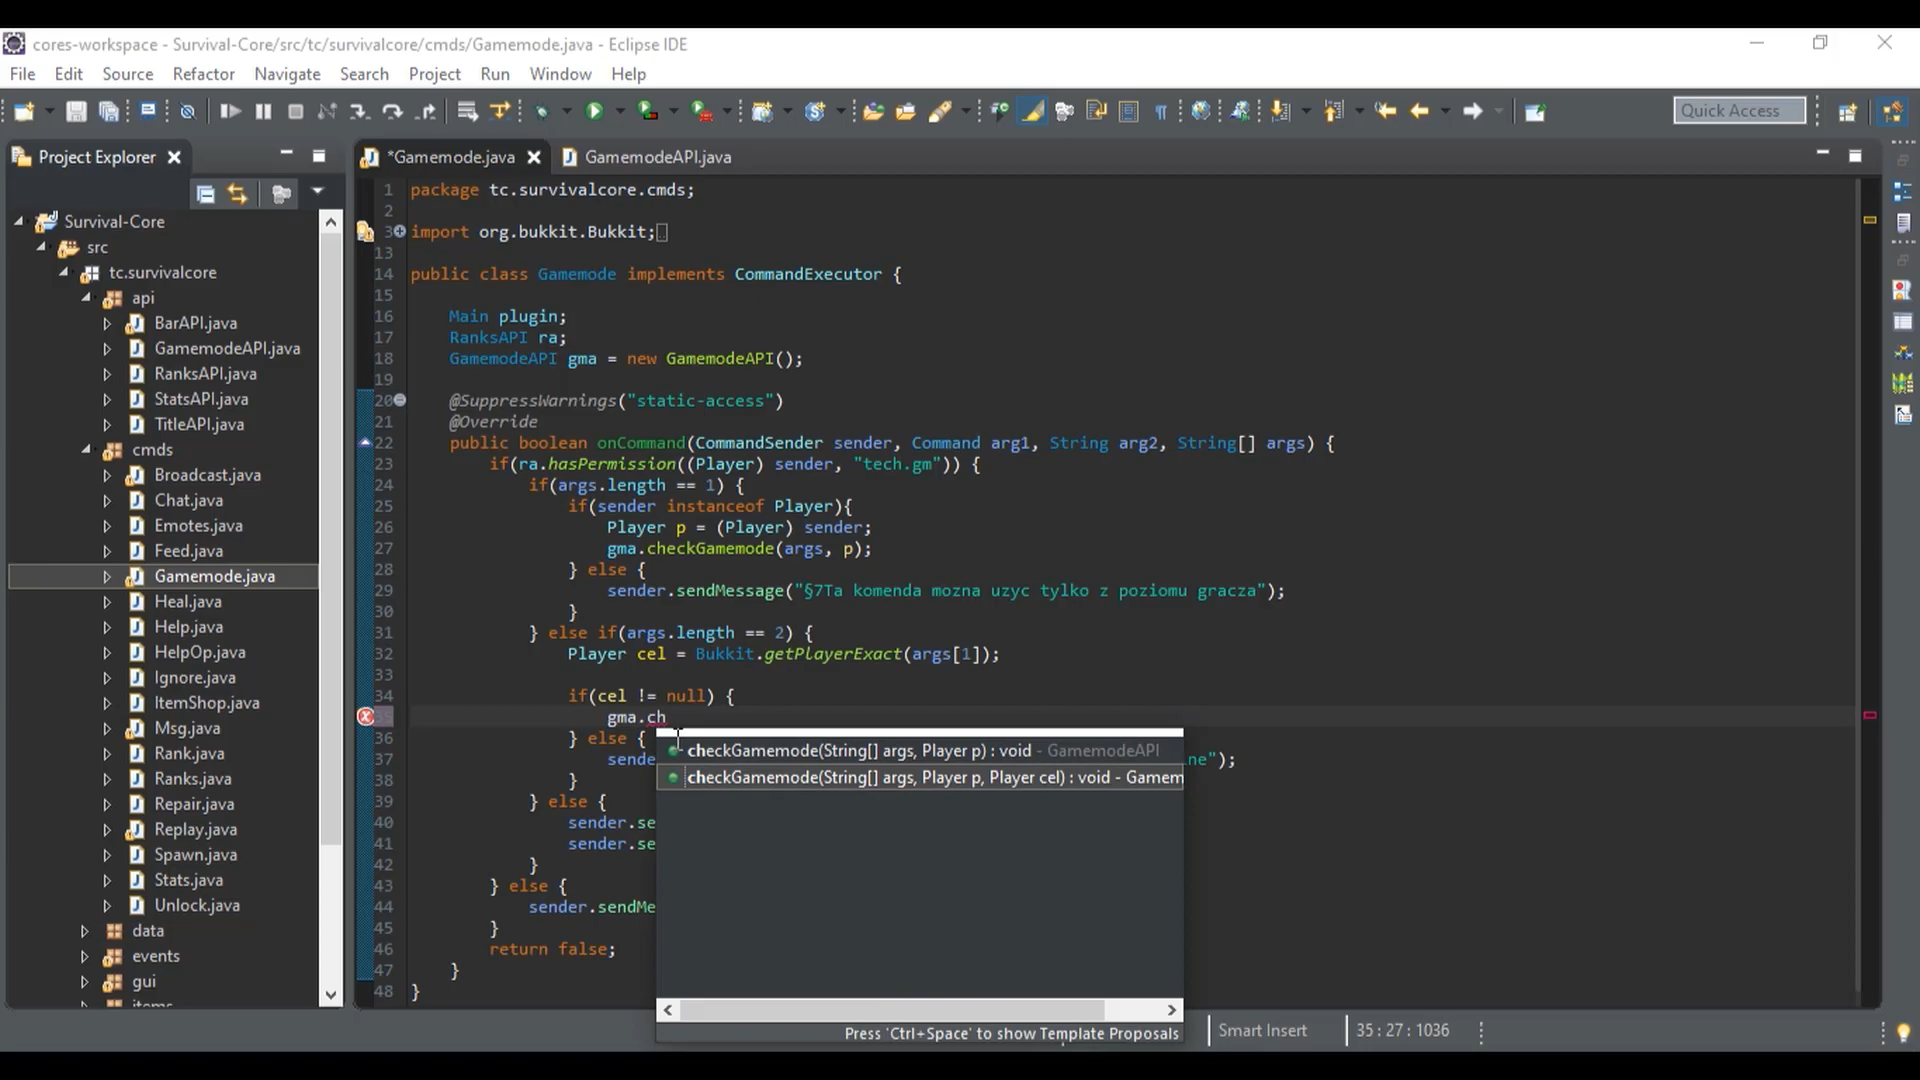 cores-workspace - Survival-Core/src/tc/survivalcore/cmds/Gamemode.java - Eclipse IDE
File Edit Source Refactor Navigate Search Project Run Window Help
Quick Access
Project Explorer
Survival-Core
src
tc.survivalcore
api
BarAPI.java
GamemodeAPI.java
RanksAPI.java
StatsAPI.java
TitleAPI.java
cmds
Broadcast.java
Chat.java
Emotes.java
Feed.java
Gamemode.java
Heal.java
Help.java
HelpOp.java
Ignore.java
ItemShop.java
Msg.java
Rank.java
Ranks.java
Repair.java
Replay.java
Spawn.java
Stats.java
Unlock.java
data
events
gui
items
*Gamemode.java GamemodeAPI.java
1 package tc.survivalcore.cmds;
2
3 import org.bukkit.Bukkit;
13
14 public class Gamemode implements CommandExecutor {
15
16 Main plugin;
17 RanksAPI ra;
18 GamemodeAPI gma = new GamemodeAPI();
19
20 @SuppressWarnings("static-access")
21 @Override
22 public boolean onCommand(CommandSender sender, Command arg1, String arg2, String[] args) {
23 if(ra.hasPermission((Player) sender, "tech.gm")) {
24 if(args.length == 1) {
25 if(sender instanceof Player){
26 Player p = (Player) sender;
27 gma.checkGamemode(args, p);
28 } else {
29 sender.sendMessage("§7Ta komenda mozna uzyc tylko z poziomu gracza");
30 }
31 } else if(args.length == 2) {
32 Player cel = Bukkit.getPlayerExact(args[1]);
33
34 if(cel != null) {
35 gma.ch
36 } else {
37 sende ne");
38 }
39 } else {
40 sender.se
41 sender.se
42 }
43 } else {
44 sender.sendMe
45 }
46 return false;
47 }
48 }
checkGamemode(String[] args, Player p) : void - GamemodeAPI
checkGamemode(String[] args, Player p, Player cel) : void - Gamem
Press 'Ctrl+Space' to show Template Proposals
Smart Insert 35 : 27 : 1036